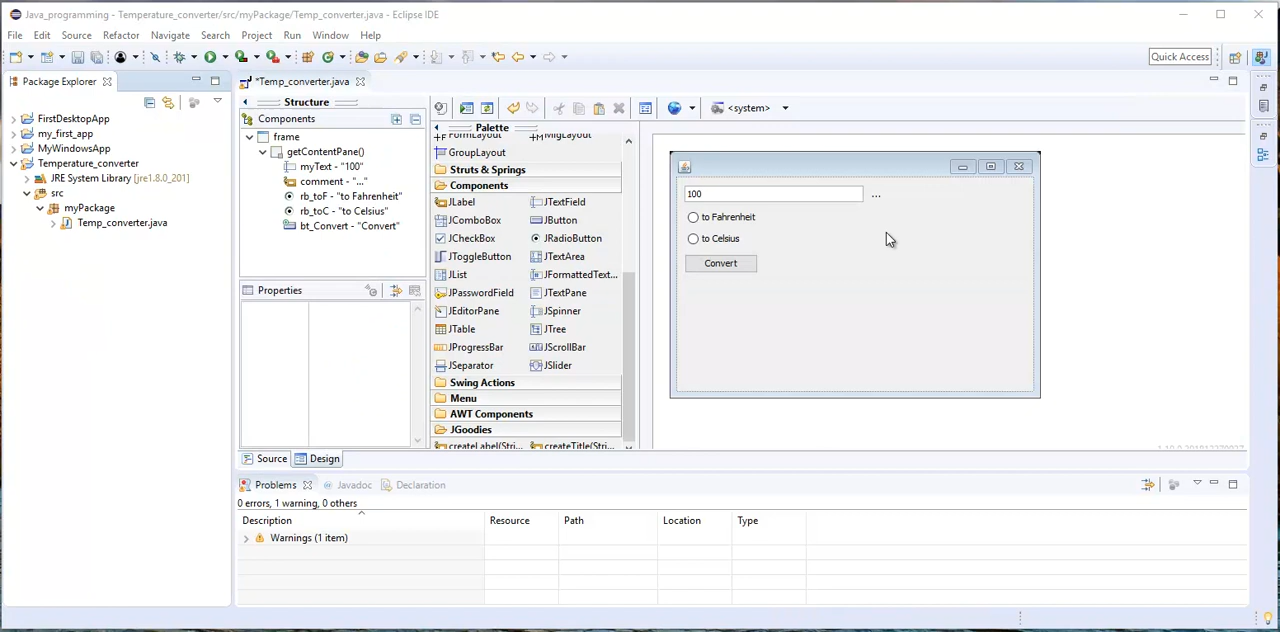 Java_programming - Temperature_converter/src/myPackage/Temp_converter.java - Eclipse IDE
File Edit Source Refactor Navigate Search Project Run Window Help
Quick Access
Package Explorer
*Temp_converter.java
FirstDesktopApp
my_first_app
MyWindowsApp
Temperature_converter
JRE System Library [jre1.8.0_201]
src
myPackage
Temp_converter.java
Structure
Components
frame
getContentPane()
myText - "100"
comment - "..."
rb_toF - "to Fahrenheit"
rb_toC - "to Celsius"
bt_Convert - "Convert"
Properties
<system>
Palette
FormLayout MigLayout
GroupLayout
Struts & Springs
Components
JLabel JTextField
JComboBox JButton
JCheckBox JRadioButton
JToggleButton JTextArea
JList JFormattedText...
JPasswordField JTextPane
JEditorPane JSpinner
JTable JTree
JProgressBar JScrollBar
JSeparator JSlider
Swing Actions
Menu
AWT Components
JGoodies
createLabel(Stri... createTitle(Stri...
100 ...
to Fahrenheit
to Celsius
Convert
Source Design
Problems Javadoc Declaration
0 errors, 1 warning, 0 others
Description Resource Path Location Type
Warnings (1 item)